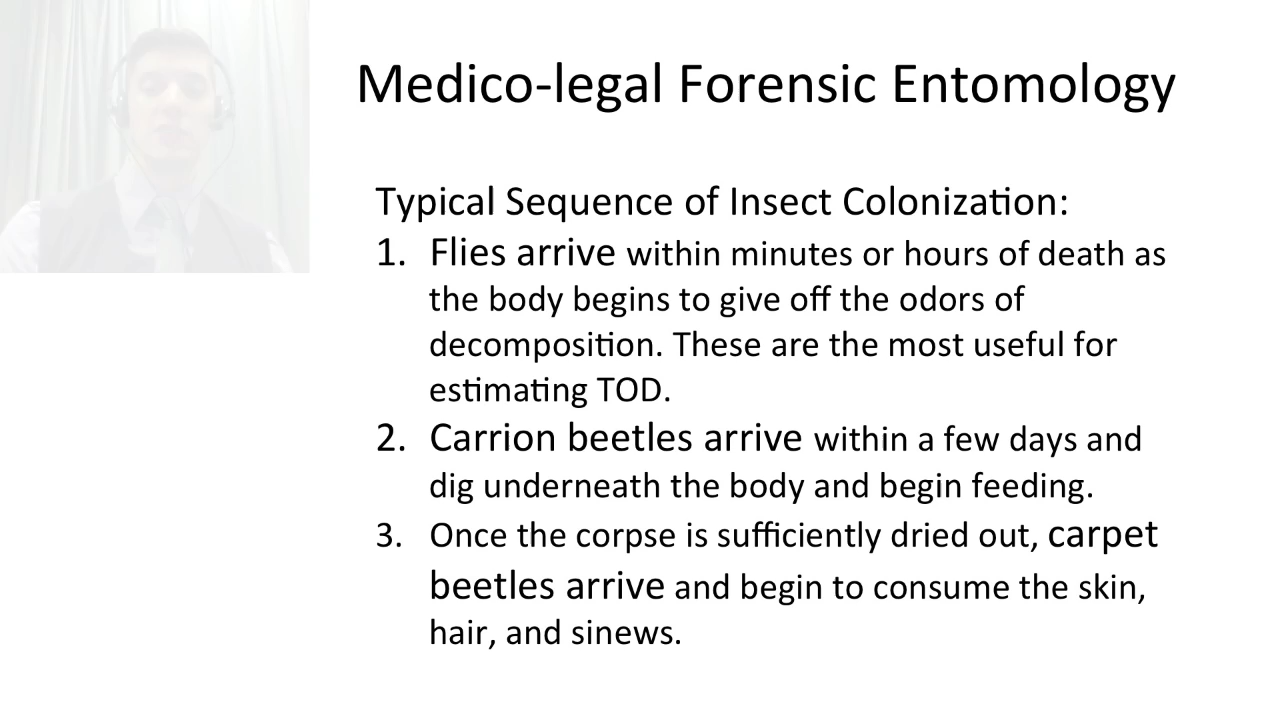 Medico-legal Forensic Entomology
Typical Sequence of Insect Colonization:
1. Flies arrive within minutes or hours of death as
the body begins to give off the odors of
decomposition. These are the most useful for
estimating TOD.
2. Carrion beetles arrive within a few days and
dig underneath the body and begin feeding.
3. Once the corpse is sufficiently dried out, carpet
beetles arrive and begin to consume the skin,
hair, and sinews.